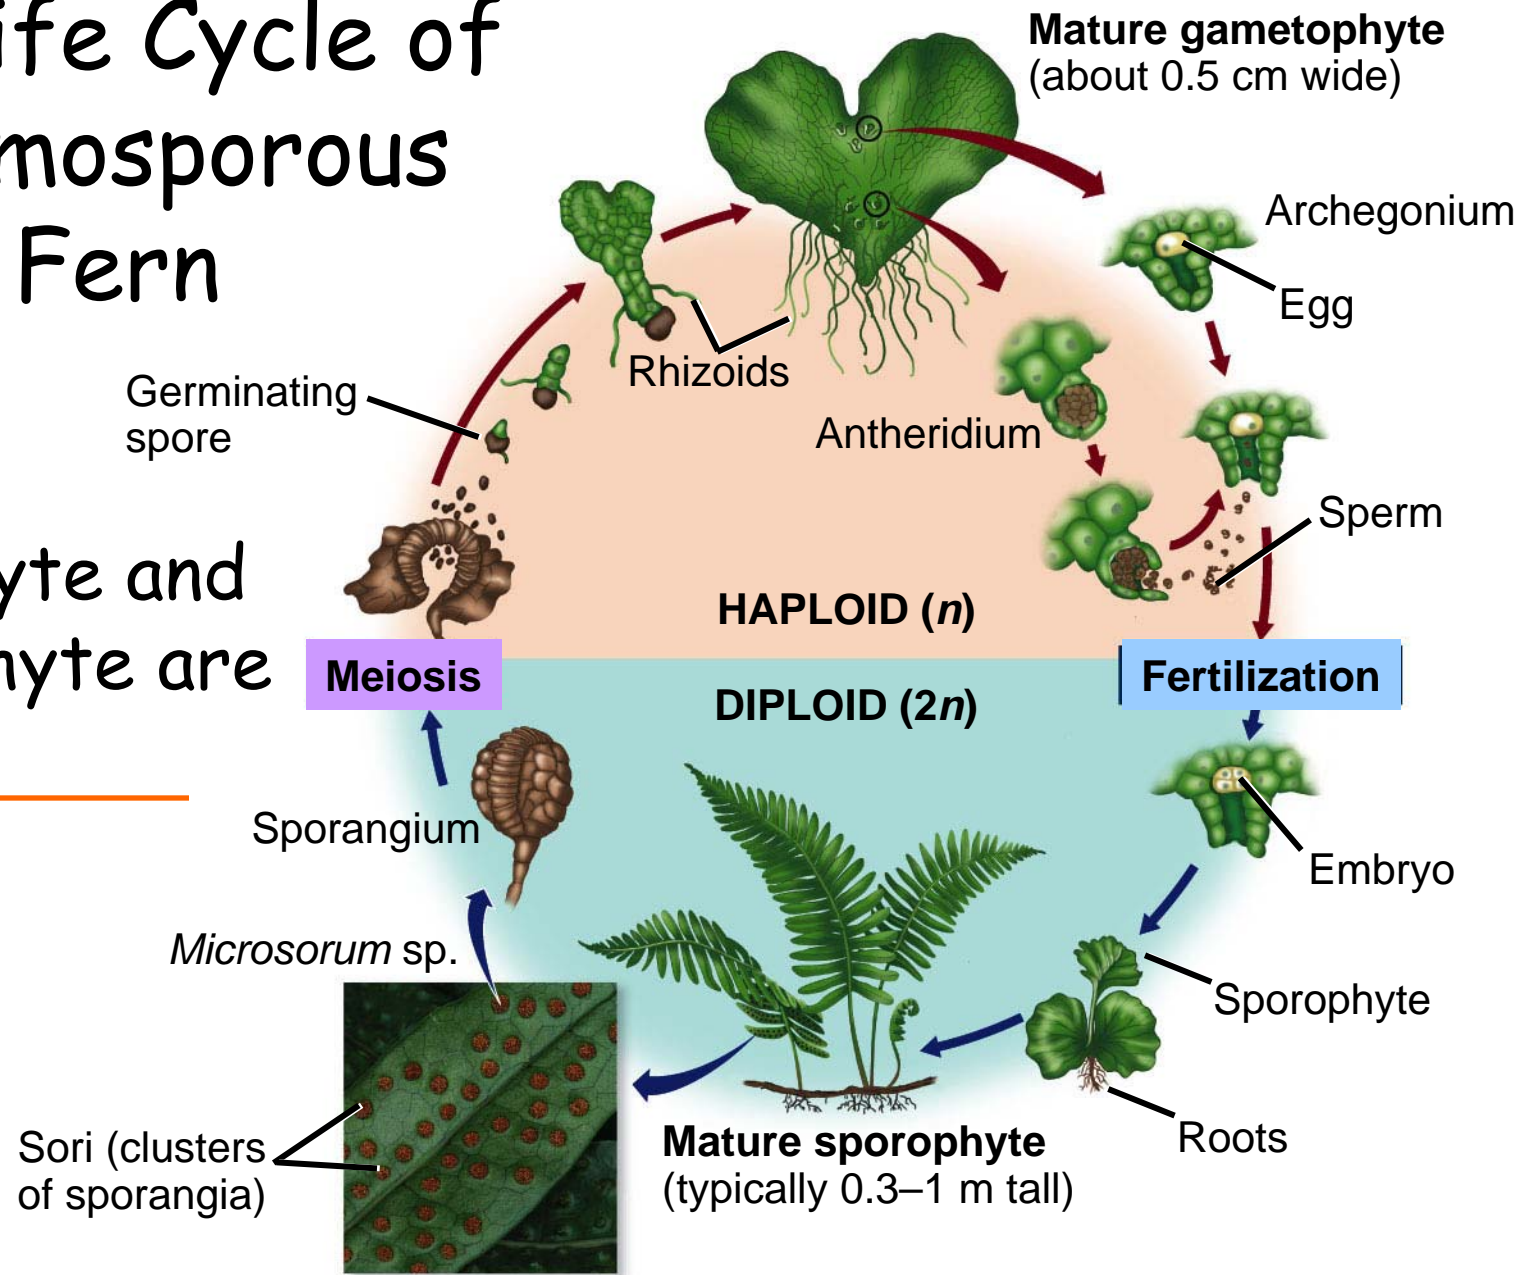 ife Cycle of
mosporous
Fern
yte and
hyte are
Mature gametophyte
(about 0.5 cm wide)
Archegonium
Egg
Rhizoids
Germinating
spore
Antheridium
Sperm
HAPLOID (n)
Meiosis
Fertilization
DIPLOID (2n)
Sporangium
Embryo
Microsorum sp.
Sporophyte
Roots
Sori (clusters
of sporangia)
Mature sporophyte
(typically 0.3–1 m tall)